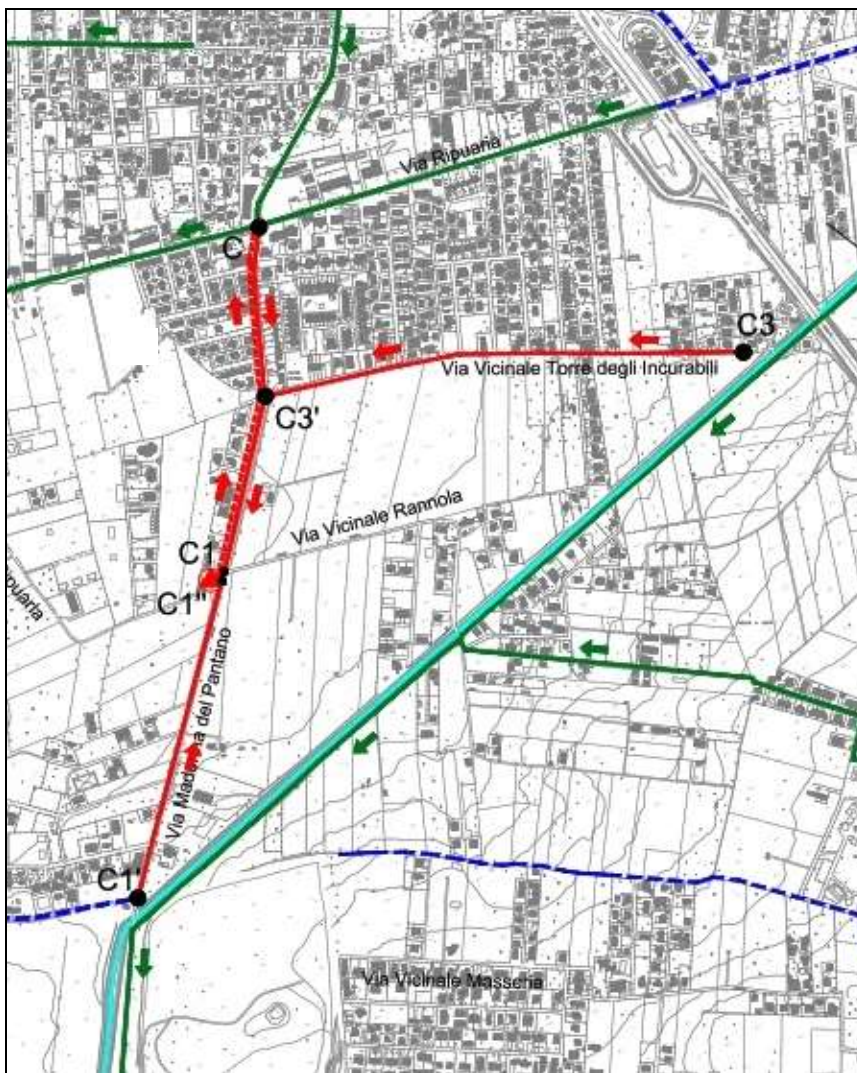 Via Ripuaria
C
C3
Via Vicinale Torre degli Incurabili
C3'
Via Vicinale Rannola
C1
C1"
Ripuaria
Via Madonna del Pantano
C1'
Via Vicinale Masseria